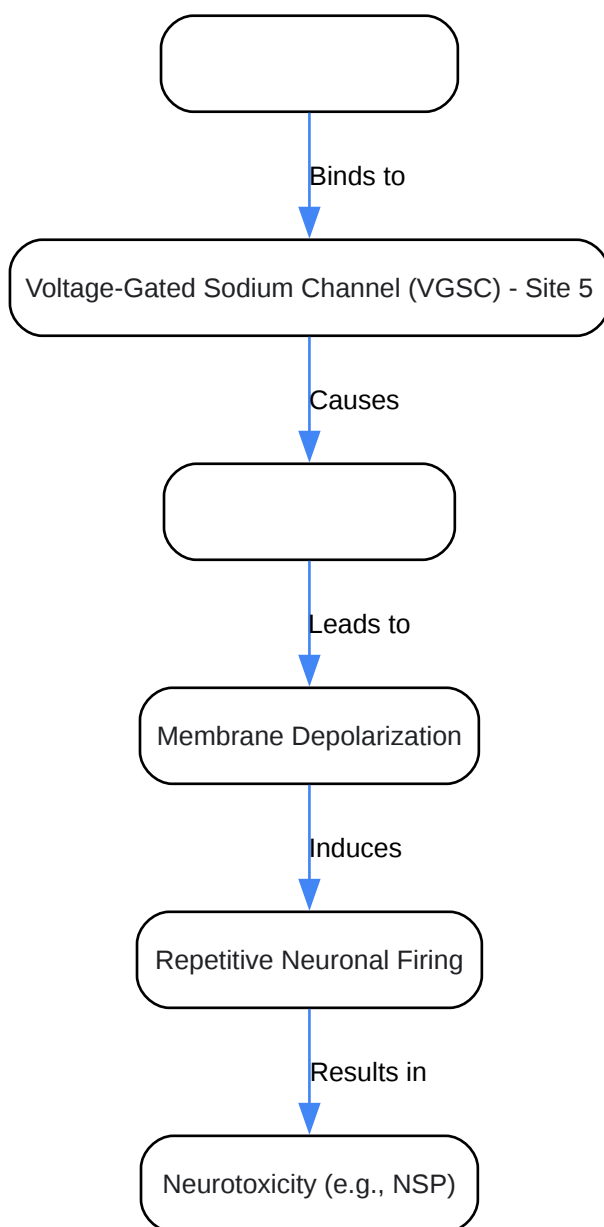 Binds to
Voltage-Gated Sodium Channel (VGSC) - Site 5
Causes
Leads to
Membrane Depolarization
Induces
Repetitive Neuronal Firing
Results in
Neurotoxicity (e.g., NSP)